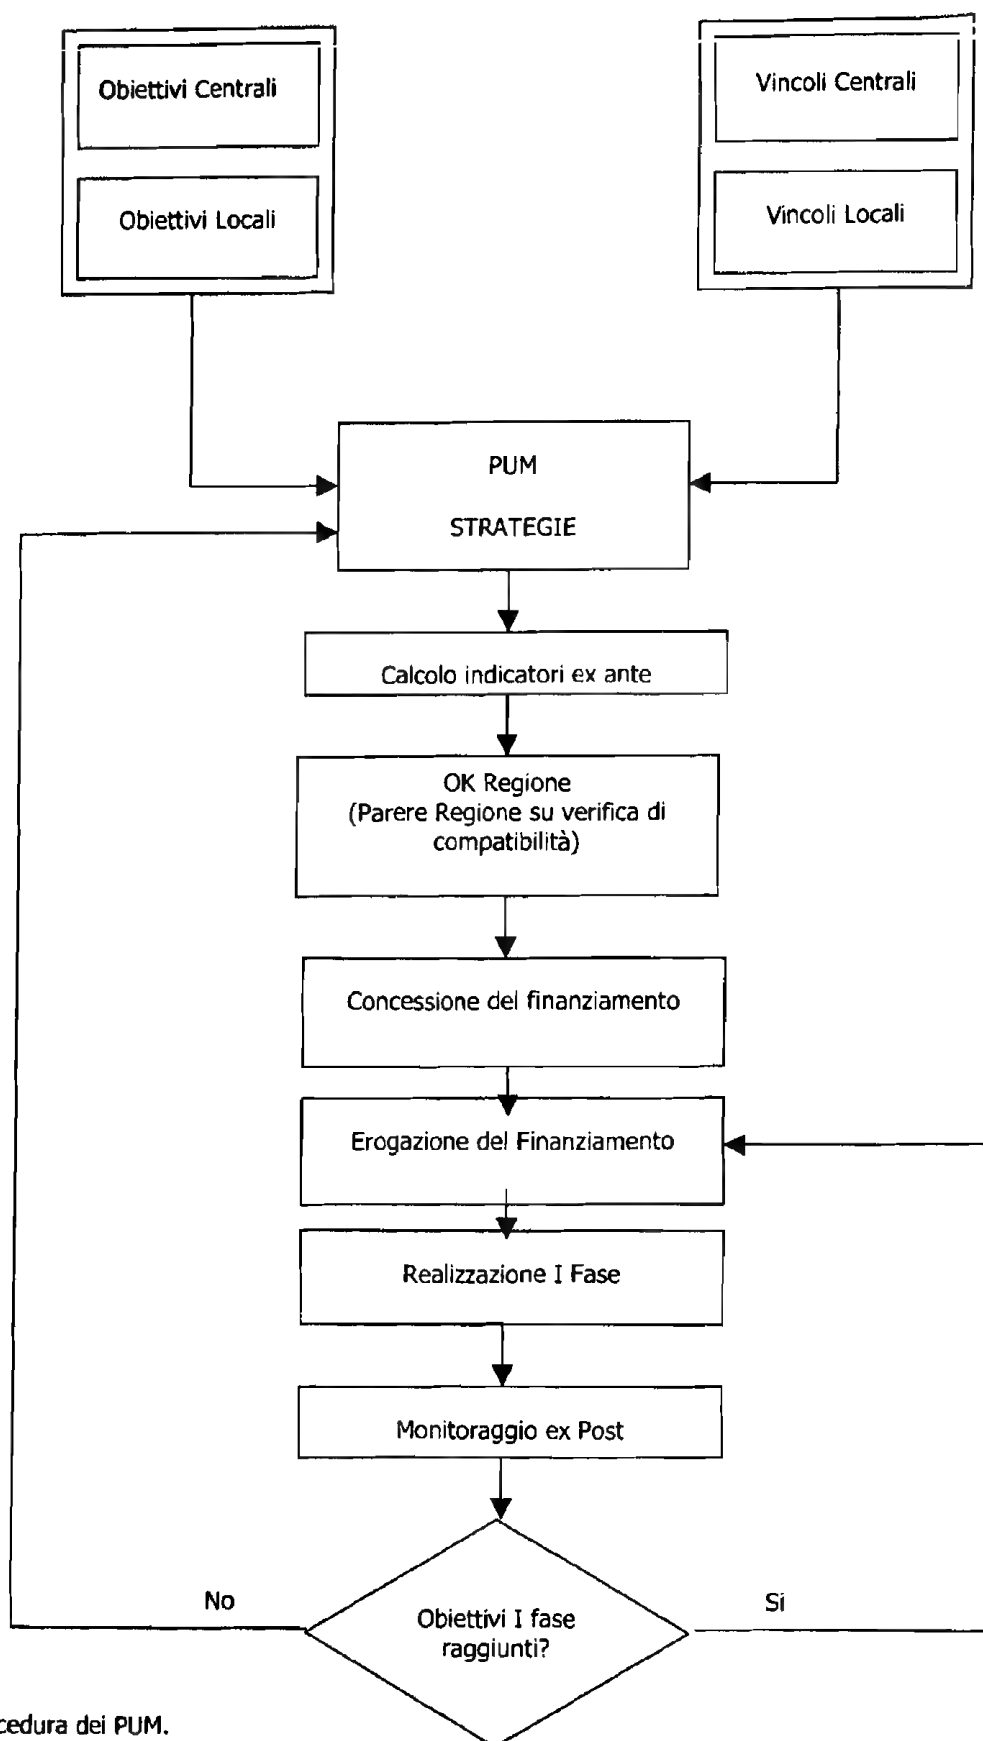 Obiettivi Centrali
Vincoli Centrali
Obiettivi Locali
Vincoli Locali
PUM
STRATEGIE
Calcolo indicatori ex ante
OK Regione
(Parere Regione su verifica di
compatibilità)
Concessione del finanziamento
Erogazione del Finanziamento
Realizzazione I Fase
Monitoraggio ex Post
No
Sì
Obiettivi I fase
raggiunti?
dei PUM.